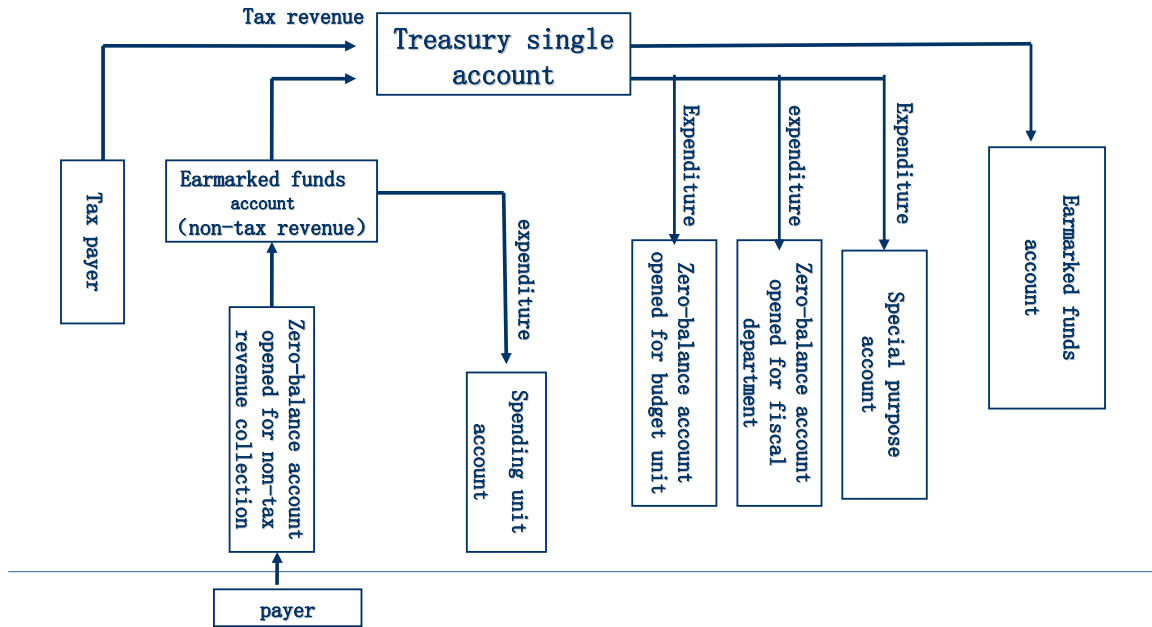 Tax revenue
Treasury single
account
Tax payer
Earmarked funds
account
(non-tax revenue)
expenditure
Expenditure
expenditure
Expenditure
Zero-balance account
opened for non-tax
revenue collection
Spending unit
account
Zero-balance account
opened for budget unit
Zero-balance account
opened for fiscal
department
Special purpose
account
Earmarked funds
account
payer